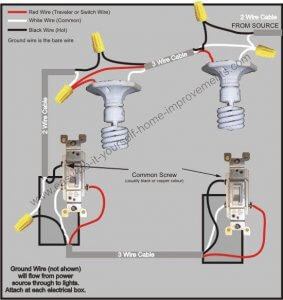 Red Wire (Traveler or Switch Wire)
White Wire (Common)
Black Wire (Hot)
Ground wire is the bare wire
2 Wire Cable
FROM SOURCE
3 Wire Cable
2 Wire Cable
do-it-yourself-home-improvements.com
Common Screw
(usually black or copper colour)
3 Wire Cable
Ground Wire (not shown)
will flow from power
source through to lights.
Attach at each electrical box.